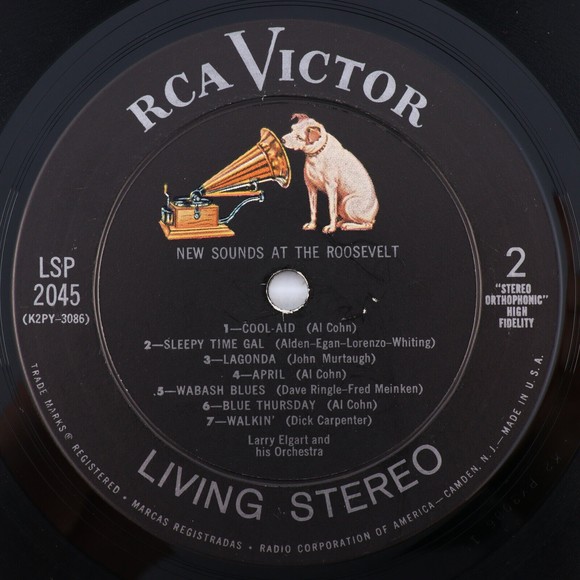 RCA VICTOR
NEW SOUNDS AT THE ROOSEVELT
LSP
2045
(K2PY-3086)
2
"STEREO
ORTHOPHONIC"
HIGH
FIDELITY
1—COOL-AID (Al Cohn)
2—SLEEPY TIME GAL (Alden-Egan-Lorenzo-Whiting)
3—LAGONDA (John Murtaugh)
4—APRIL (Al Cohn)
5—WABASH BLUES (Dave Ringle-Fred Meinken)
6—BLUE THURSDAY (Al Cohn)
7—WALKIN' (Dick Carpenter)
Larry Elgart and
his Orchestra
LIVING STEREO
TRADE MARKS ® REGISTERED • MARCAS REGISTRADAS • RADIO CORPORATION OF AMERICA—CAMDEN, N. J.—MADE IN U.S.A.